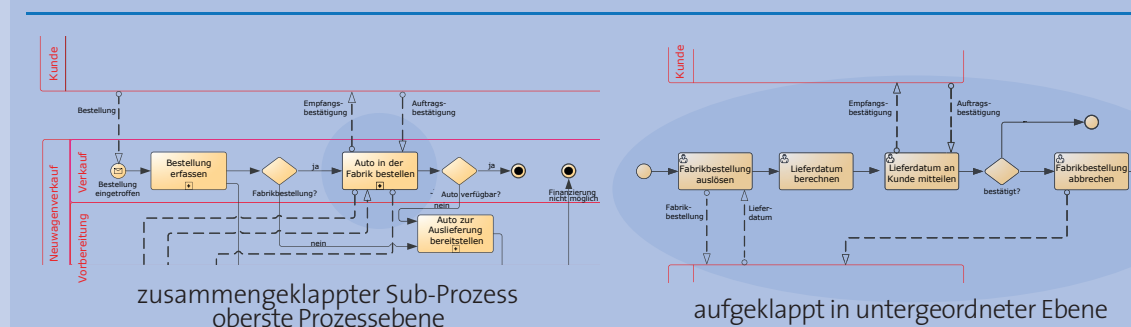 Kunde
Bestellung
Empfangs-
bestätigung
Auftrags-
bestätigung
Neuwagenverkauf
Verkauf
Bestellung
eingetroffen
Bestellung
erfassen
ja
Fabrikbestellung?
Auto in der
Fabrik bestellen
ja
Auto verfügbar?
nein
Finanzierung
nicht möglich
Vorbereitung
nein
Auto zur
Auslieferung
bereitstellen
zusammengeklappter Sub-Prozess
oberste Prozessebene
Kunde
Empfangs-
bestätigung
Auftrags-
bestätigung
Fabrikbestellung
auslösen
Lieferdatum
berechnen
Lieferdatum an
Kunde mitteilen
bestätigt?
Fabrikbestellung
abbrechen
Fabrik-
bestellung
Liefer-
datum
aufgeklappt in untergeordneter Ebene